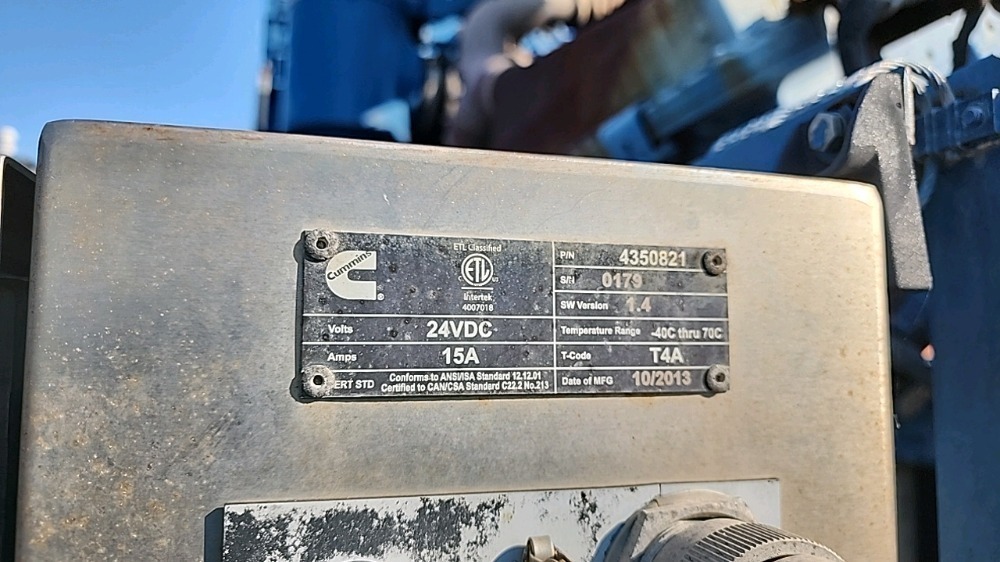 Cummins
®
ETL Classified
ETL
US
Intertek
4007018
P/N 4350821
S/N 0179
SW Version 1.4
Volts 24VDC
Temperature Range -40C thru 70C
Amps 15A
T-Code T4A
ERT STD Conforms to ANSI/ISA Standard 12.12.01
Certified to CAN/CSA Standard C22.2 No.213
Date of MFG 10/2013